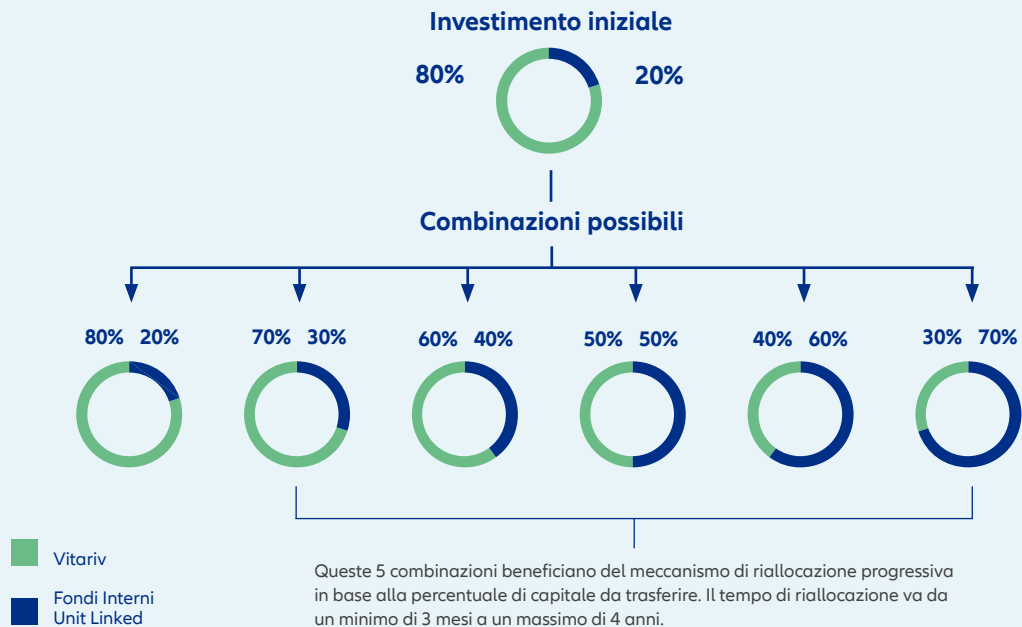 Investimento iniziale
80% 20%
Combinazioni possibili
80% 20% 70% 30% 60% 40% 50% 50% 40% 60% 30% 70%
Vitariv
Fondi Interni
Unit Linked
Queste 5 combinazioni beneficiano del meccanismo di riallocazione progressiva
in base alla percentuale di capitale da trasferire. Il tempo di riallocazione va da
un minimo di 3 mesi a un massimo di 4 anni.